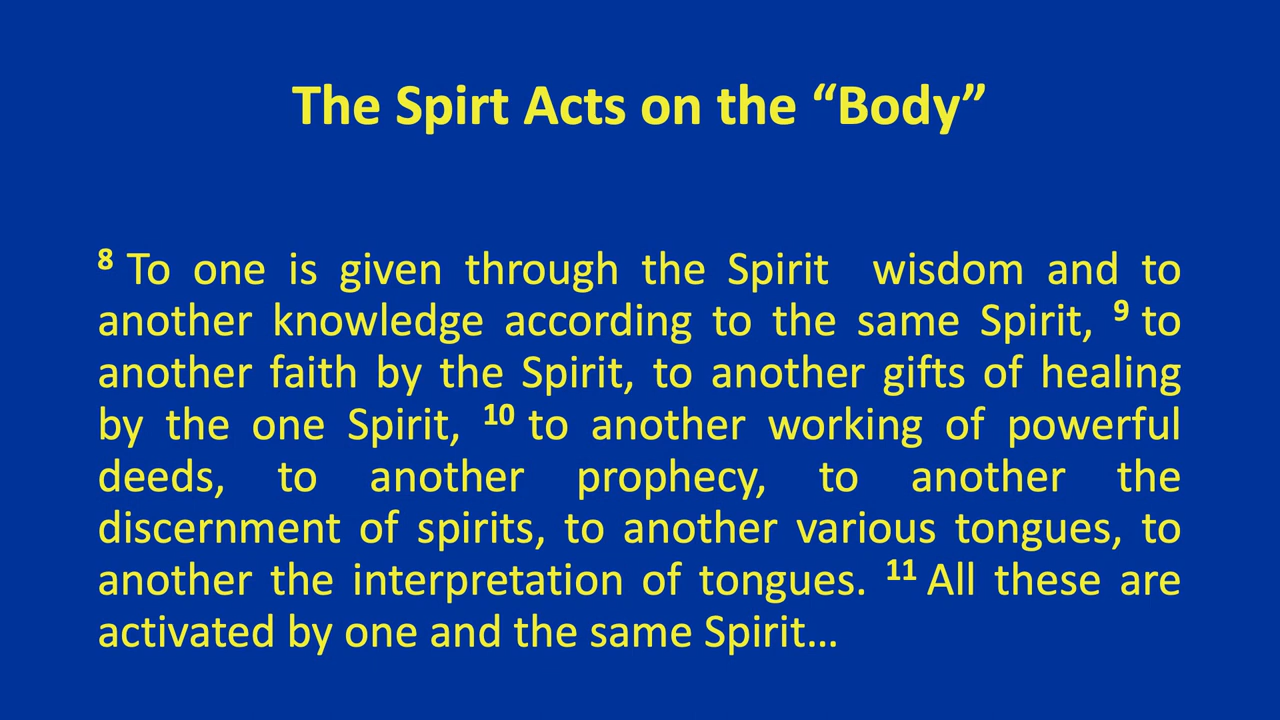 The Spirt Acts on the “Body”
⁸ To one is given through the Spirit  wisdom and to
another knowledge according to the same Spirit, ⁹ to
another faith by the Spirit, to another gifts of healing
by the one Spirit, ¹⁰ to another working of powerful
deeds, to another prophecy, to another the
discernment of spirits, to another various tongues, to
another the interpretation of tongues. ¹¹ All these are
activated by one and the same Spirit…